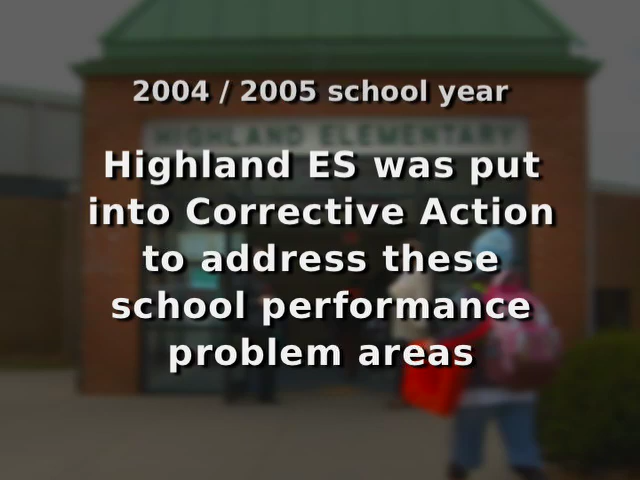 2004 / 2005 school year
HIGHLAND ELEMENTARY
Highland ES was put
into Corrective Action
to address these
school performance
problem areas